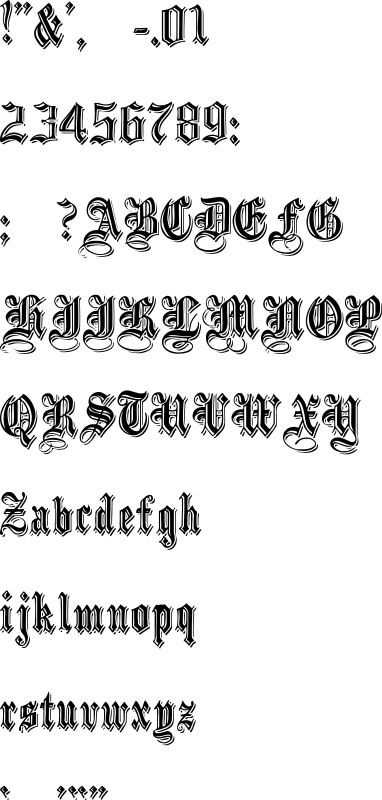 !"&',  -.01
23456789:
;  ?ABCDEFG
HIJKLMNOP
QRSTUVWXY
Zabcdefgh
ijklmnopq
rstuvwxyz
‘  ’“”